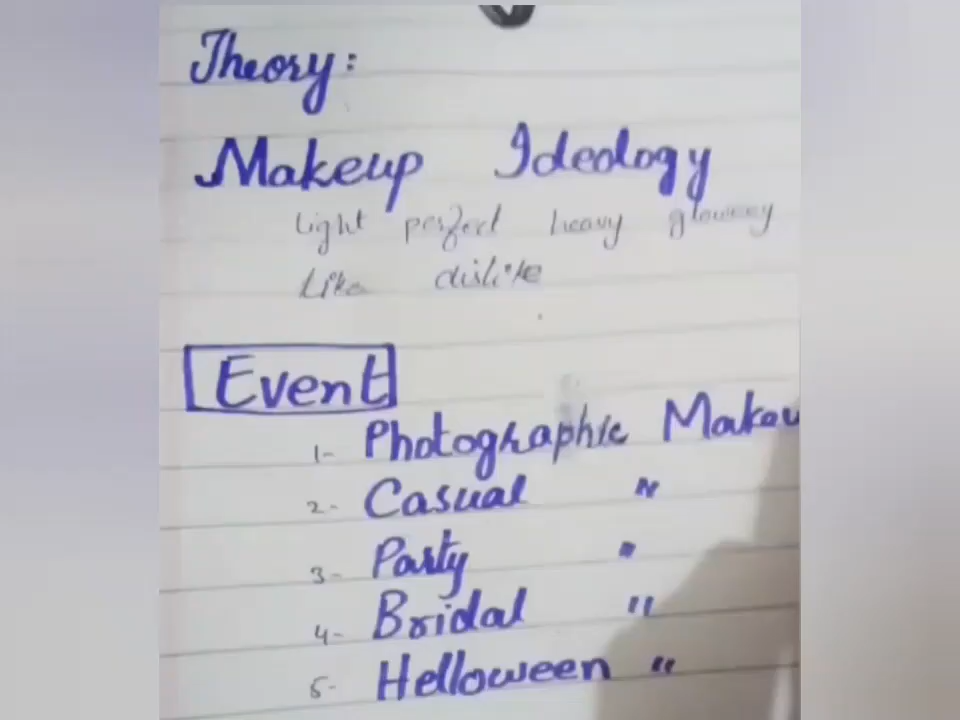 Theory:
Makeup Ideology
light perfect heavy glowey
Like dislike
Event
1- Photographic Makeu
2- Casual "
3- Party "
4- Bridal "
5- Helloween "